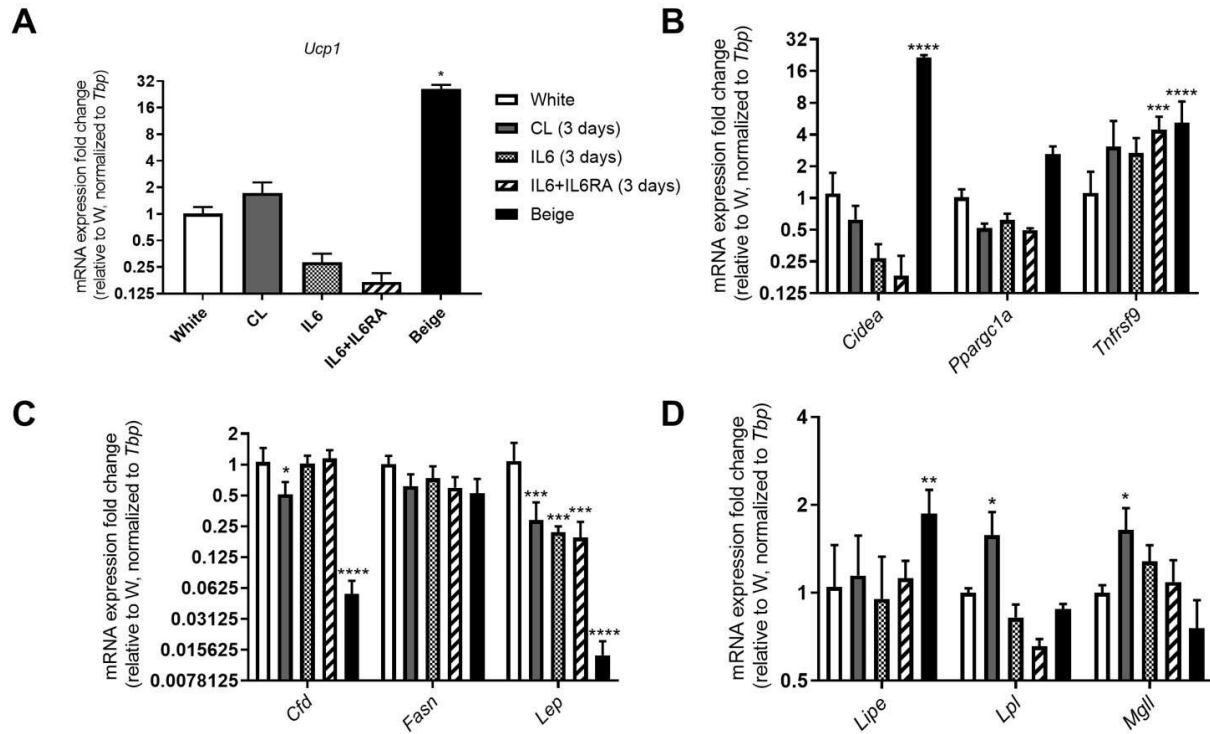 A
Ucp1
mRNA expression fold change
(relative to W, normalized to Tbp)
32
16
8
4
2
1
0.5
0.25
0.125
*
White
CL
IL6
IL6+IL6RA
Beige
White
CL (3 days)
IL6 (3 days)
IL6+IL6RA (3 days)
Beige
B
mRNA expression fold change
(relative to W, normalized to Tbp)
32
16
8
4
2
1
0.5
0.25
0.125
****
***
****
Cidea
Ppargc1a
Tnfrsf9
C
mRNA expression fold change
(relative to W, normalized to Tbp)
2
1
0.5
0.25
0.125
0.0625
0.03125
0.015625
0.0078125
*
****
***
***
***
****
Cfd
Fasn
Lep
D
mRNA expression fold change
(relative to W, normalized to Tbp)
4
2
1
0.5
**
*
*
Lipe
Lpl
Mgll